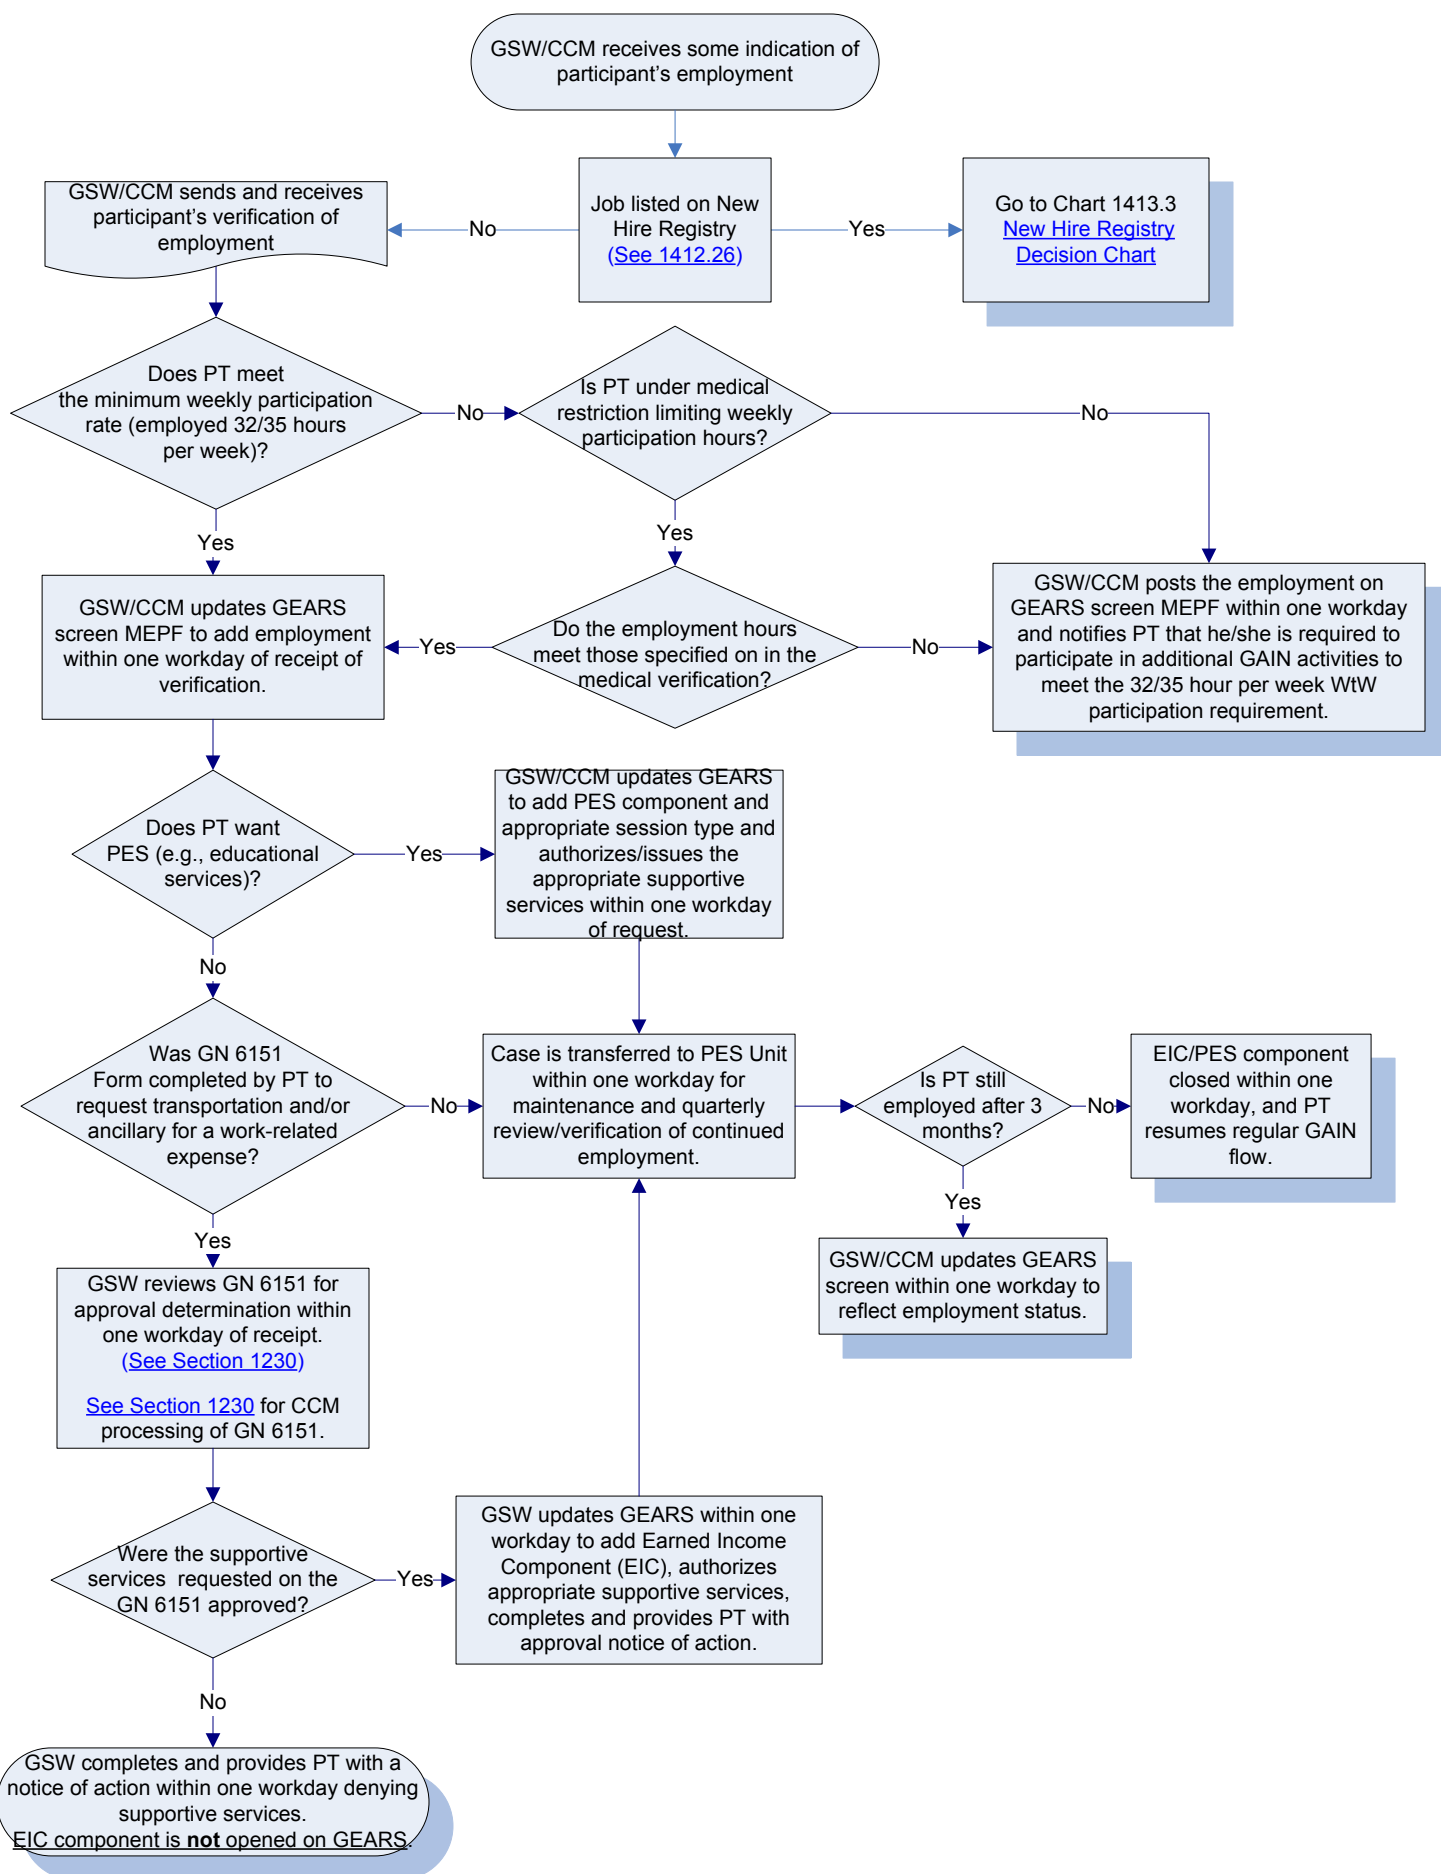 GSW/CCM receives some indication of
participant's employment
GSW/CCM sends and receives
participant's verification of
employment
No
Job listed on New
Hire Registry
(See 1412.26)
Yes
Go to Chart 1413.3
New Hire Registry
Decision Chart
Does PT meet
the minimum weekly participation
rate (employed 32/35 hours
per week)?
No
Is PT under medical
restriction limiting weekly
participation hours?
No
Yes
Yes
GSW/CCM updates GEARS
screen MEPF to add employment
within one workday of receipt of
verification.
Yes
Do the employment hours
meet those specified on in the
medical verification?
No
GSW/CCM posts the employment on
GEARS screen MEPF within one workday
and notifies PT that he/she is required to
participate in additional GAIN activities to
meet the 32/35 hour per week WtW
participation requirement.
Does PT want
PES (e.g., educational
services)?
Yes
GSW/CCM updates GEARS
to add PES component and
appropriate session type and
authorizes/issues the
appropriate supportive
services within one workday
of request.
No
Was GN 6151
Form completed by PT to
request transportation and/or
ancillary for a work-related
expense?
No
Case is transferred to PES Unit
within one workday for
maintenance and quarterly
review/verification of continued
employment.
Is PT still
employed after 3
months?
No
EIC/PES component
closed within one
workday, and PT
resumes regular GAIN
flow.
Yes
GSW/CCM updates GEARS
screen within one workday to
reflect employment status.
Yes
GSW reviews GN 6151 for
approval determination within
one workday of receipt.
(See Section 1230)
See Section 1230 for CCM
processing of GN 6151.
Were the supportive
services requested on the
GN 6151 approved?
Yes
GSW updates GEARS within one
workday to add Earned Income
Component (EIC), authorizes
appropriate supportive services,
completes and provides PT with
approval notice of action.
No
GSW completes and provides PT with a
notice of action within one workday denying
supportive services.
EIC component is not opened on GEARS.